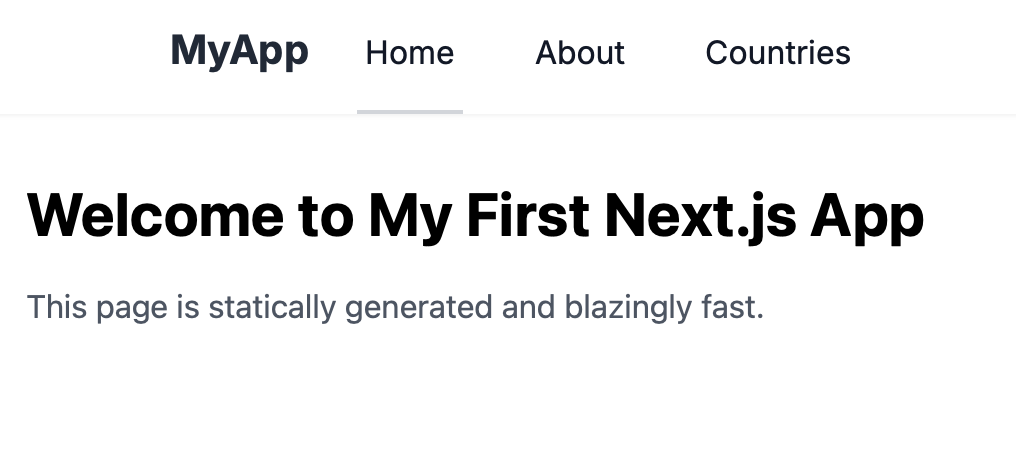 MyApp Home About Countries
Welcome to My First Next.js App
This page is statically generated and blazingly fast.